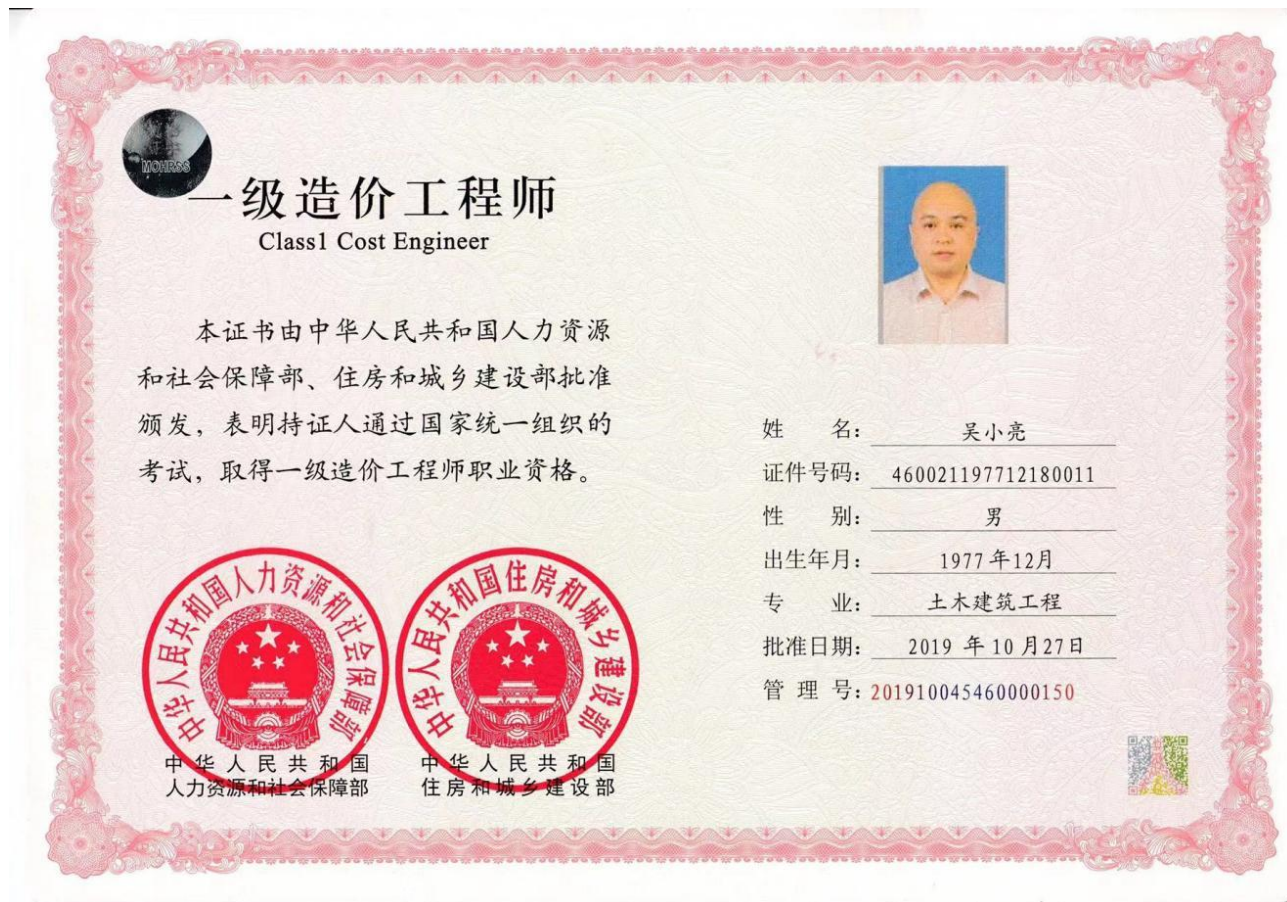 MOHRSS
一级造价工程师
Class1 Cost Engineer
本证书由中华人民共和国人力资源
和社会保障部、住房和城乡建设部批准
颁发，表明持证人通过国家统一组织的
考试，取得一级造价工程师职业资格。
中华人民共和国人力资源和社会保障部
中华人民共和国住房和城乡建设部
中华人民共和国
人力资源和社会保障部
中华人民共和国
住房和城乡建设部
姓 名： 吴小亮
证件号码： 460021197712180011
性 别： 男
出生年月： 1977年12月
专 业： 土木建筑工程
批准日期： 2019 年 10 月27日
管 理 号：201910045460000150